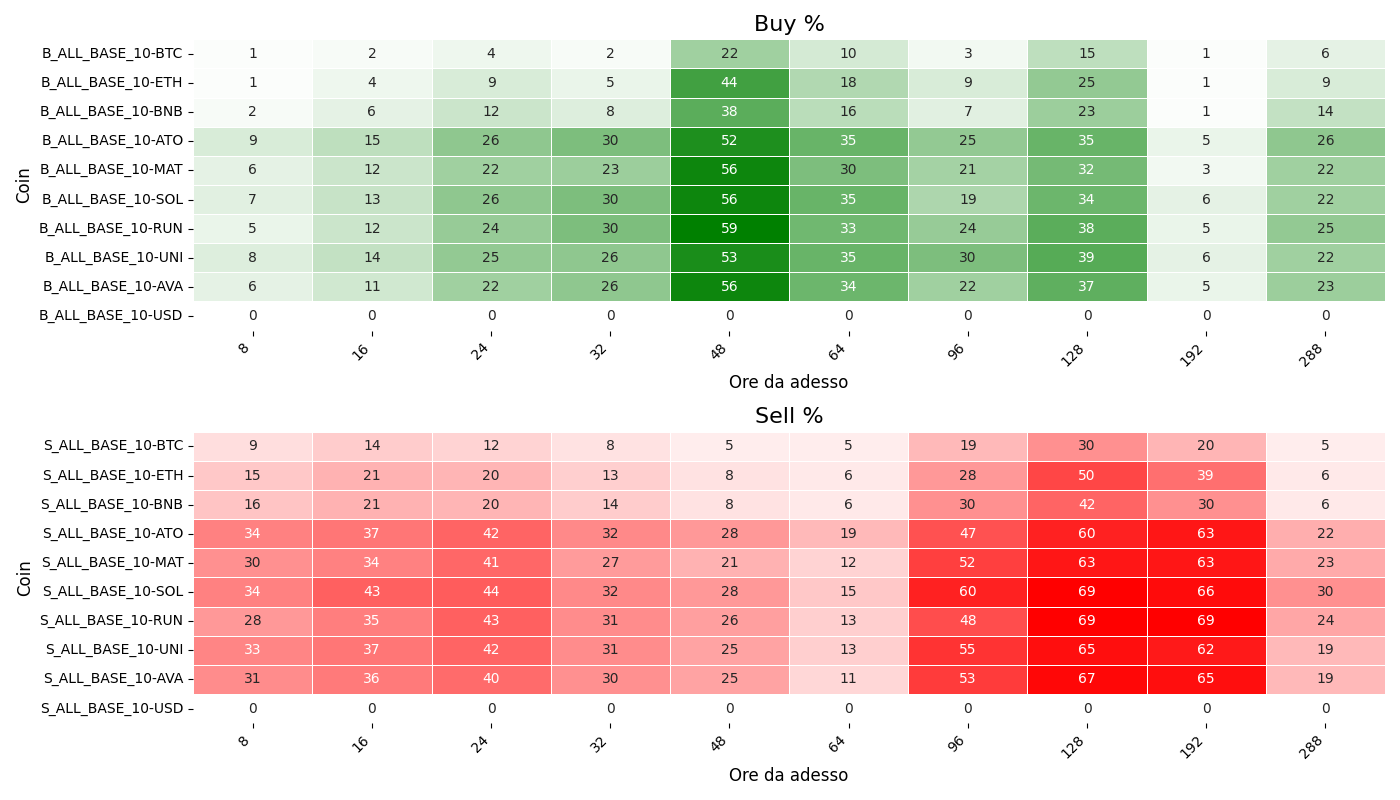 Buy %
Coin
B_ALL_BASE_10-BTC 1 2 4 2 22 10 3 15 1 6
B_ALL_BASE_10-ETH 1 4 9 5 44 18 9 25 1 9
B_ALL_BASE_10-BNB 2 6 12 8 38 16 7 23 1 14
B_ALL_BASE_10-ATO 9 15 26 30 52 35 25 35 5 26
B_ALL_BASE_10-MAT 6 12 22 23 56 30 21 32 3 22
B_ALL_BASE_10-SOL 7 13 26 30 56 35 19 34 6 22
B_ALL_BASE_10-RUN 5 12 24 30 59 33 24 38 5 25
B_ALL_BASE_10-UNI 8 14 25 26 53 35 30 39 6 22
B_ALL_BASE_10-AVA 6 11 22 26 56 34 22 37 5 23
B_ALL_BASE_10-USD 0 0 0 0 0 0 0 0 0 0
8 16 24 32 48 64 96 128 192 288
Ore da adesso
Sell %
Coin
S_ALL_BASE_10-BTC 9 14 12 8 5 5 19 30 20 5
S_ALL_BASE_10-ETH 15 21 20 13 8 6 28 50 39 6
S_ALL_BASE_10-BNB 16 21 20 14 8 6 30 42 30 6
S_ALL_BASE_10-ATO 34 37 42 32 28 19 47 60 63 22
S_ALL_BASE_10-MAT 30 34 41 27 21 12 52 63 63 23
S_ALL_BASE_10-SOL 34 43 44 32 28 15 60 69 66 30
S_ALL_BASE_10-RUN 28 35 43 31 26 13 48 69 69 24
S_ALL_BASE_10-UNI 33 37 42 31 25 13 55 65 62 19
S_ALL_BASE_10-AVA 31 36 40 30 25 11 53 67 65 19
S_ALL_BASE_10-USD 0 0 0 0 0 0 0 0 0 0
8 16 24 32 48 64 96 128 192 288
Ore da adesso